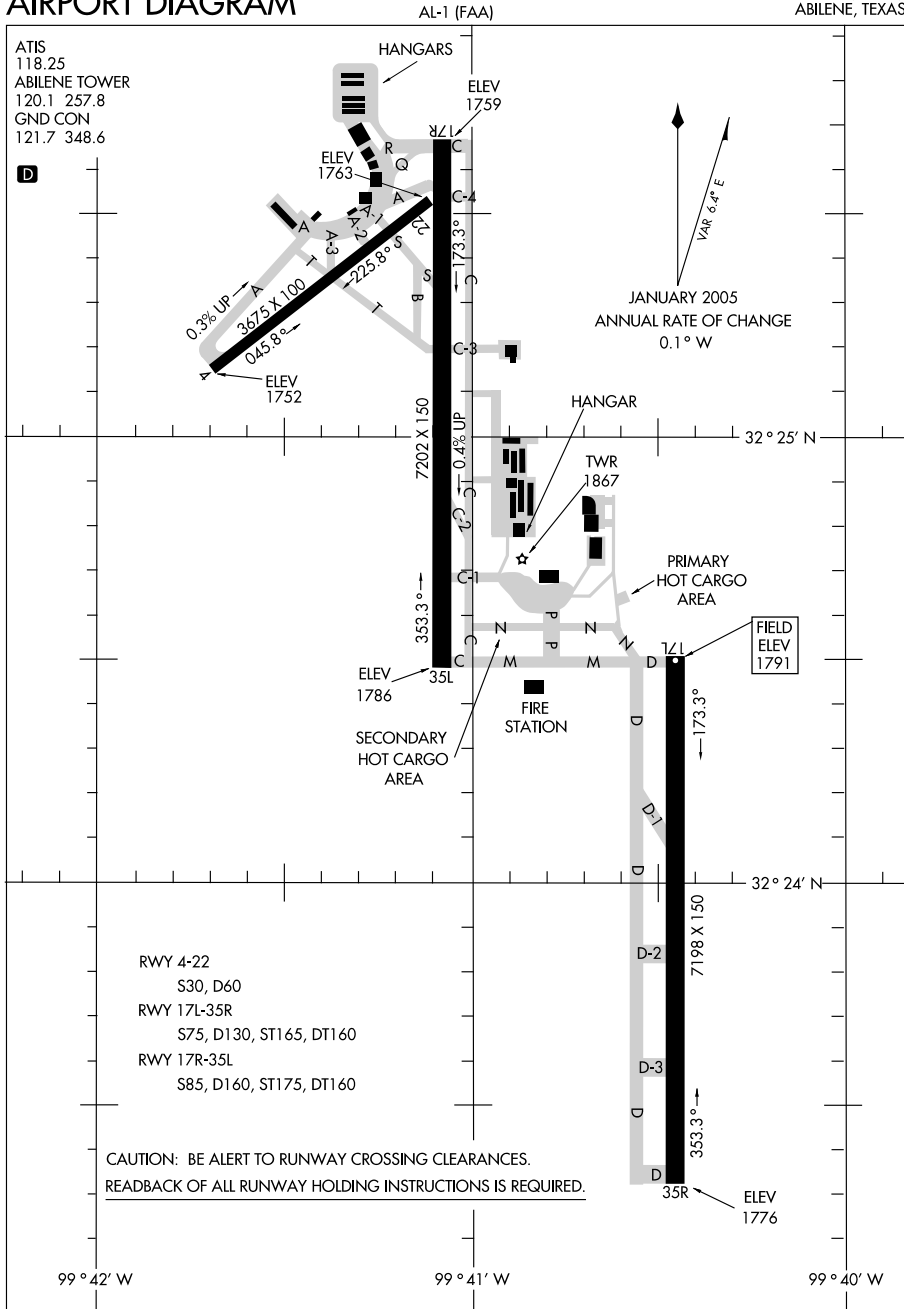 AIRPORT DIAGRAM
AL-1 (FAA)
ABILENE, TEXAS
ATIS
118.25
ABILENE TOWER
120.1 257.8
GND CON
121.7 348.6
D
HANGARS
ELEV
1759
17R
C
R
Q
ELEV
1763
C-4
A
A-1
A-2
A-3
A
22
S
S
173.3°
C
225.8°
T
T
B
A
0.3% UP
3675 X 100
045.8°
4
ELEV
1752
C-3
VAR 6.4° E
JANUARY 2005
ANNUAL RATE OF CHANGE
0.1° W
7202 X 150
0.4% UP
HANGAR
32° 25' N
TWR
1867
C
C-2
C-1
PRIMARY
HOT CARGO
AREA
353.3°
C
N
N
N
P
P
C
M
M
D
17L
FIELD
ELEV
1791
ELEV
1786
35L
FIRE
STATION
SECONDARY
HOT CARGO
AREA
D
173.3°
D-1
D
32° 24' N
7198 X 150
D-2
RWY 4-22
S30, D60
RWY 17L-35R
S75, D130, ST165, DT160
RWY 17R-35L
S85, D160, ST175, DT160
D-3
D
353.3°
CAUTION: BE ALERT TO RUNWAY CROSSING CLEARANCES.
READBACK OF ALL RUNWAY HOLDING INSTRUCTIONS IS REQUIRED.
D
35R
ELEV
1776
99° 42' W
99° 41' W
99° 40' W